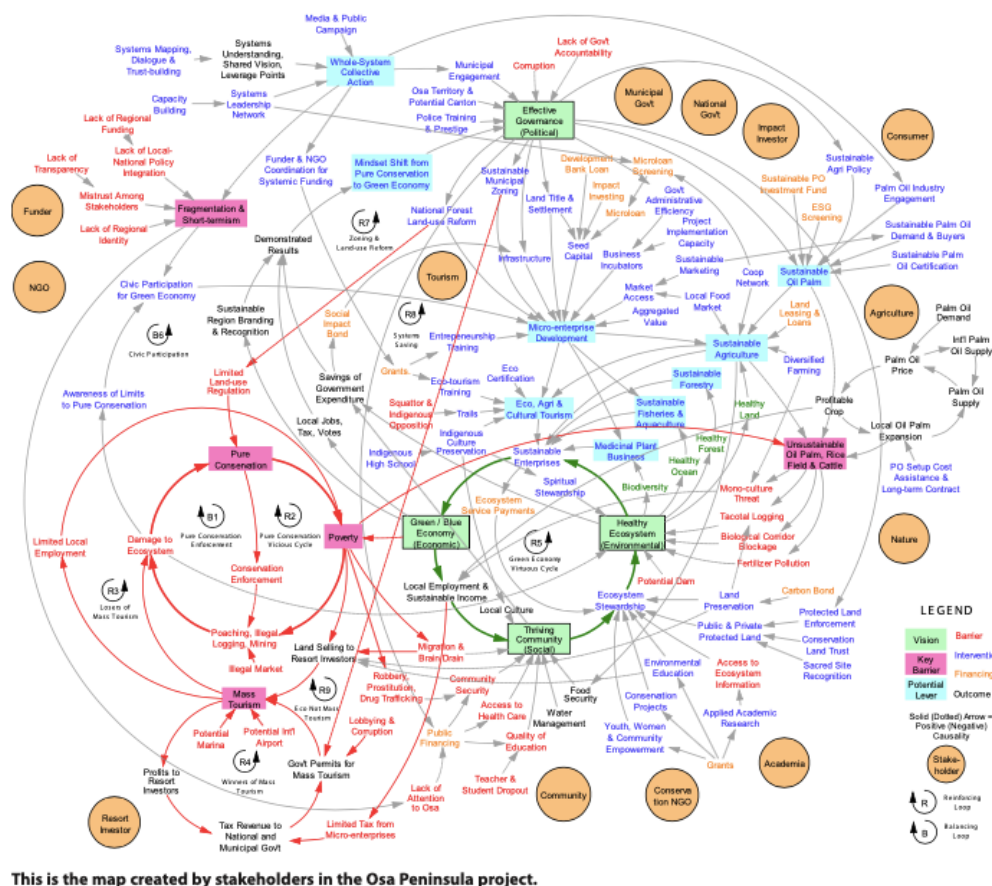 Media & Public
Campaign
Systems Mapping,
Dialogue &
Trust-building
Systems
Understanding,
Shared Vision,
Leverage Points
Whole-System
Collective
Action
Municipal
Engagement
Lack of Gov't
Accountability
Corruption
Capacity
Building
Systems
Leadership
Network
Osa Territory &
Potential Canton
Police Training
& Prestige
Effective
Governance
(Political)
Municipal
Gov't
National
Gov't
Impact
Investor
Consumer
Lack of Regional
Funding
Lack of Local-
National Policy
Integration
Lack of
Transparency
Mistrust Among
Stakeholders
Lack of Regional
Identity
Fragmentation &
Short-termism
Funder
NGO
Funder & NGO
Coordination for
Systemic Funding
Mindset Shift from
Pure Conservation
to Green Economy
Sustainable
Municipal
Zoning
Development
Bank Loan
Microloan
Screening
Impact
Investing
Microloan
Land Title &
Settlement
Gov't
Administrative
Efficiency
Project
Implementation
Capacity
Sustainable PO
Investment Fund
ESG
Screening
Sustainable
Agri Policy
Palm Oil Industry
Engagement
Sustainable Palm Oil
Demand & Buyers
Sustainable Palm
Oil Certification
National Forest
Land-use Reform
R7
Zoning &
Land-use Reform
Demonstrated
Results
Infrastructure
Seed
Capital
Business
Incubators
Sustainable
Marketing
Coop
Network
Sustainable
Oil Palm
Tourism
Civic Participation
for Green Economy
Market
Access
Local Food
Market
Aggregated
Value
Land
Leasing &
Loans
Agriculture
Palm Oil
Demand
Int'l Palm
Oil Supply
Palm Oil
Price
Palm Oil
Supply
Sustainable
Region Branding
& Recognition
Social
Impact
Bond
R8
Systems
Saving
Entrepeneurship
Training
Micro-enterprise
Development
Sustainable
Agriculture
B6
Civic Participation
Limited
Land-use
Regulation
Savings of
Government
Expenditure
Grants
Eco-tourism
Training
Eco
Certification
Sustainable
Forestry
Diversified
Farming
Profitable
Crop
Awareness of Limits
to Pure Conservation
Local Jobs,
Tax, Votes
Squattor &
Indigenous
Opposition
Trails
Eco, Agri &
Cultural Tourism
Sustainable
Fisheries &
Aquaculture
Healthy
Land
Local Oil Palm
Expansion
Indigenous
Culture
Preservation
Indigenous
High School
Sustainable
Enterprises
Medicinal Plant
Business
Healthy
Forest
Healthy
Ocean
Unsustainable
Oil Palm, Rice
Field & Cattle
PO Setup Cost
Assistance &
Long-term Contract
Pure
Conservation
Spiritual
Stewardship
Biodiversity
Mono-culture
Threat
Ecosystem
Service Payments
B1
Pure Conservation
Enforcement
R2
Pure Conservation
Vicious Cycle
Limited Local
Employment
Damage to
Ecosystem
Poverty
Green / Blue
Economy
(Economic)
R5
Green Economy
Virtuous Cycle
Healthy
Ecosystem
(Environmental)
Tacotal Logging
Biological Corridor
Blockage
Fertilizer Pollution
Nature
Conservation
Enforcement
R3
Losers of
Mass Tourism
Local Employment &
Sustainable Income
Local Culture
Ecosystem
Stewardship
Potential Dam
Land
Preservation
Carbon Bond
Protected Land
Enforcement
Public & Private
Protected Land
Conservation
Land Trust
Sacred Site
Recognition
Poaching, Illegal
Logging, Mining
Illegal Market
Land Selling to
Resort Investors
Migration &
Brain Drain
Thriving
Community
(Social)
Robbery,
Prostitution,
Drug Trafficking
Community
Security
Environmental
Education
Access to
Ecosystem
Information
Mass
Tourism
R9
Eco Not Mass
Tourism
Food
Security
Water
Management
Conservation
Projects
Applied Academic
Research
Potential
Marina
Potential Int'l
Airport
Lobbying &
Corruption
Public
Financing
Access to
Health Care
Quality of
Education
Youth, Women
& Community
Empowerment
Grants
Profits to
Resort
Investors
R4
Winners of Mass
Tourism
Gov't Permits for
Mass Tourism
Lack of
Attention
to Osa
Teacher &
Student Dropout
Community
Conserva
tion NGO
Academia
Resort
Investor
Tax Revenue to
National and
Municipal Govt
Limited Tax from
Micro-enterprises
LEGEND
Vision
Barrier
Key
Barrier
Interventi
Potential
Lever
Financing
Outcome
Solid (Dotted) Arrow =
Positive (Negative)
Causality
Stake-
holder
R
Reinforcing
Loop
B
Balancing
Loop
This is the map created by stakeholders in the Osa Peninsula project.